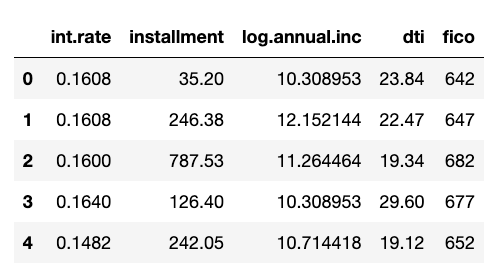 int.rate installment log.annual.inc dti fico
0 0.1608 35.20 10.308953 23.84 642
1 0.1608 246.38 12.152144 22.47 647
2 0.1600 787.53 11.264464 19.34 682
3 0.1640 126.40 10.308953 29.60 677
4 0.1482 242.05 10.714418 19.12 652